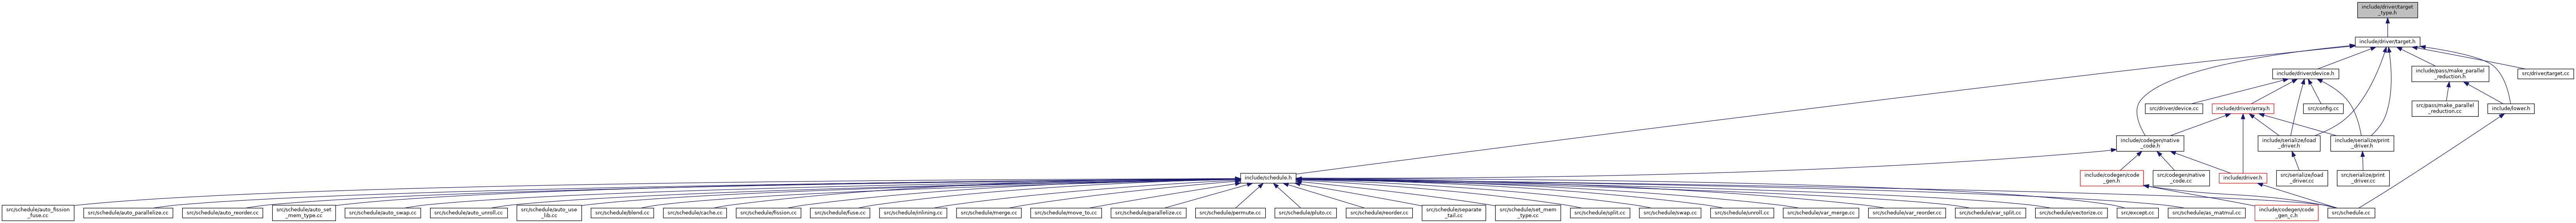 include/driver/target
_type.h
include/driver/target.h
include/driver/device.h
include/pass/make_parallel
_reduction.h
src/driver/target.cc
src/driver/device.cc
include/driver/array.h
src/config.cc
src/pass/make_parallel
_reduction.cc
include/lower.h
include/codegen/native
_code.h
include/serialize/load
_driver.h
include/serialize/print
_driver.h
include/schedule.h
include/codegen/code
_gen.h
src/codegen/native
_code.cc
include/driver.h
src/serialize/load
_driver.cc
src/serialize/print
_driver.cc
src/schedule/auto_fission
_fuse.cc
src/schedule/auto_parallelize.cc
src/schedule/auto_reorder.cc
src/schedule/auto_set
_mem_type.cc
src/schedule/auto_swap.cc
src/schedule/auto_unroll.cc
src/schedule/auto_use
_lib.cc
src/schedule/blend.cc
src/schedule/cache.cc
src/schedule/fission.cc
src/schedule/fuse.cc
src/schedule/inlining.cc
src/schedule/merge.cc
src/schedule/move_to.cc
src/schedule/parallelize.cc
src/schedule/permute.cc
src/schedule/pluto.cc
src/schedule/reorder.cc
src/schedule/separate
_tail.cc
src/schedule/set_mem
_type.cc
src/schedule/split.cc
src/schedule/swap.cc
src/schedule/unroll.cc
src/schedule/var_merge.cc
src/schedule/var_reorder.cc
src/schedule/var_split.cc
src/schedule/vectorize.cc
src/except.cc
src/schedule/as_matmul.cc
include/codegen/code
_gen_c.h
src/schedule.cc